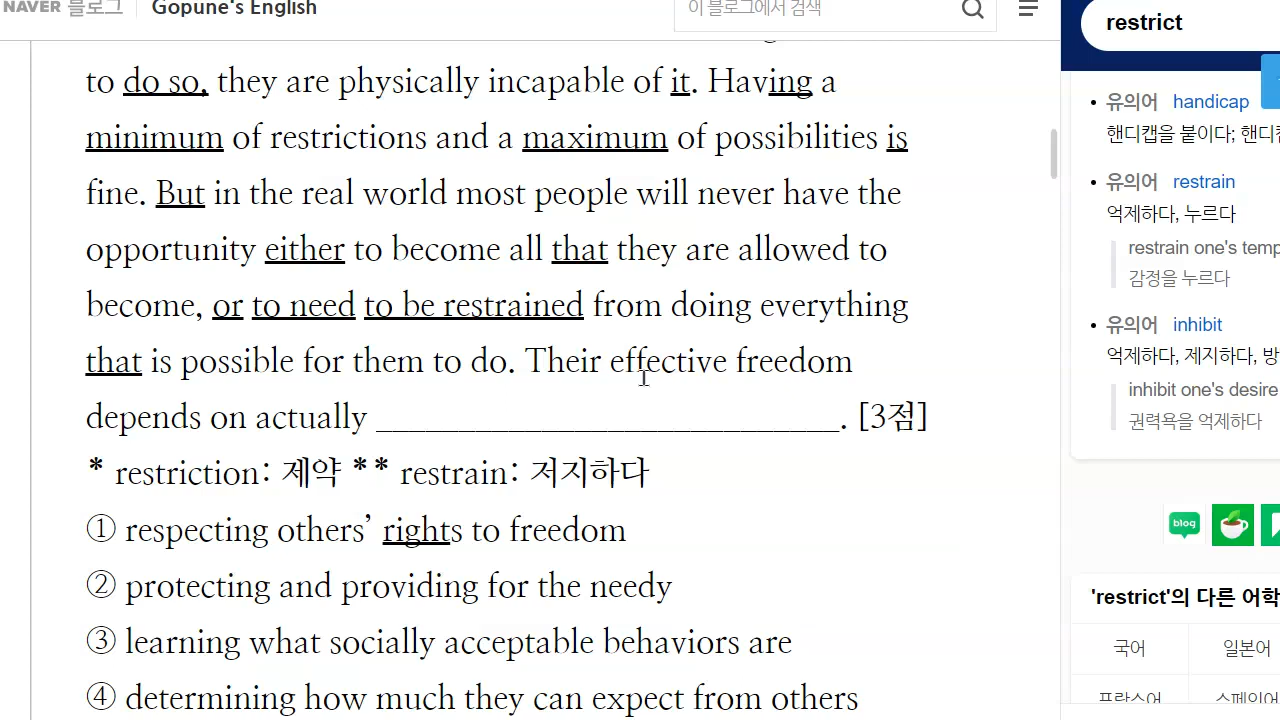 NAVER 블로그 Gopune's English
이 블로그에서 검색
to do so, they are physically incapable of it. Having a
minimum of restrictions and a maximum of possibilities is
fine. But in the real world most people will never have the
opportunity either to become all that they are allowed to
become, or to need to be restrained from doing everything
that is possible for them to do. Their effective freedom
depends on actually ____________________________. [3점]
* restriction: 제약 ** restrain: 저지하다
① respecting others’ rights to freedom
② protecting and providing for the needy
③ learning what socially acceptable behaviors are
④ determining how much they can expect from others
restrict
• 유의어 handicap
핸디캡을 붙이다; 핸디
• 유의어 restrain
억제하다, 누르다
restrain one's temp
감정을 누르다
• 유의어 inhibit
억제하다, 제지하다, 방
inhibit one's desire
권력욕을 억제하다
blog
'restrict'의 다른 어학
국어 일본어
프랑스어 스페인어